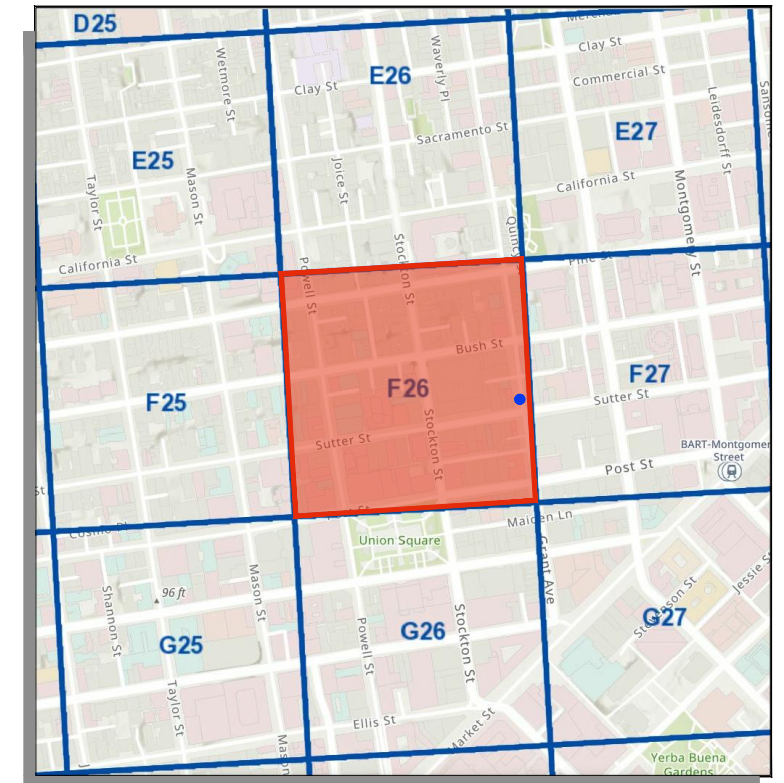 D25
Clay St
Wetmore St
Waverly Pl
E26
Clay St
Commercial St
Leidesdorff St
E27
Sacramento St
E25
Joice St
Taylor St
Mason St
California St
Montgomery St
Quincy
California St
Stockton St
Pine St
Powell St
Bush St
F25
F26
F27
Sutter St
Sutter St
Stockton St
BART-Montgomer
Street
Post St
St
Maiden Ln
Union Square
Grant Ave
96 ft
Shannon St
Mason St
Jessie St
Stevenson St
G25
G26
G27
Powell St
Stockton St
Taylor St
Ellis St
Market St
Mason
Yerba Buena
Gardens